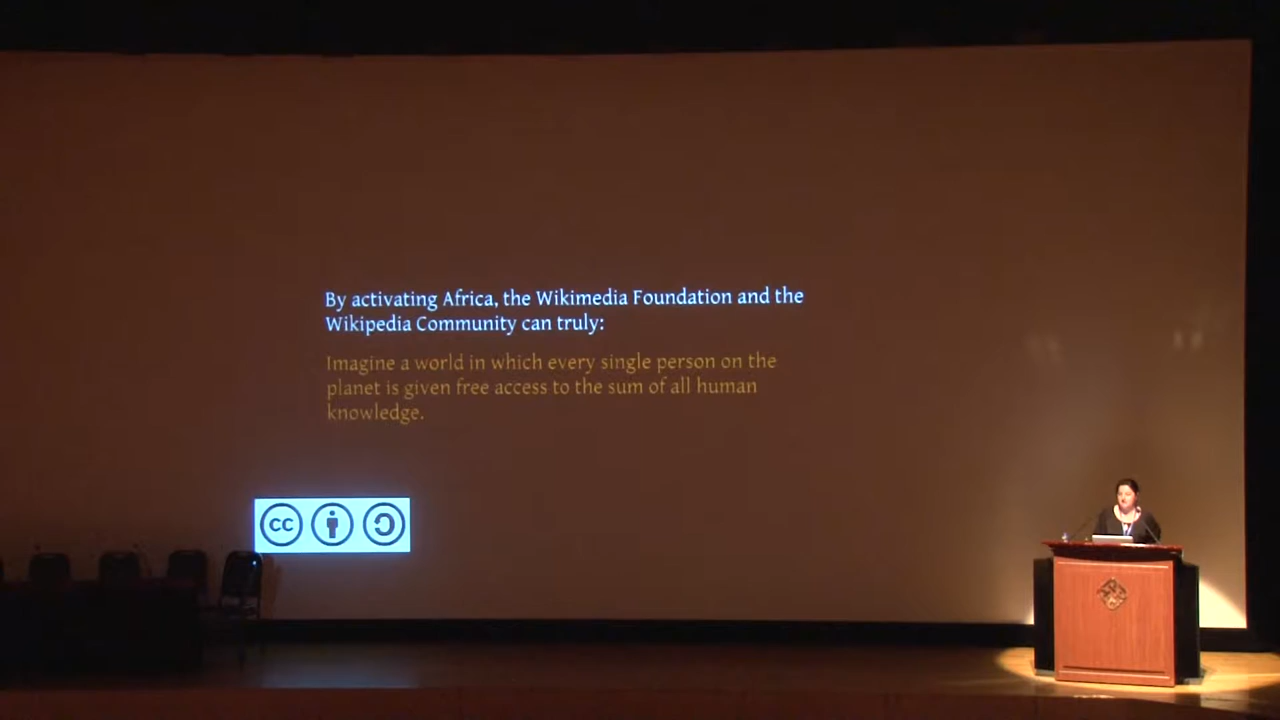 By activating Africa, the Wikimedia Foundation and the
Wikipedia Community can truly:
Imagine a world in which every single person on the
planet is given free access to the sum of all human
knowledge.
cc